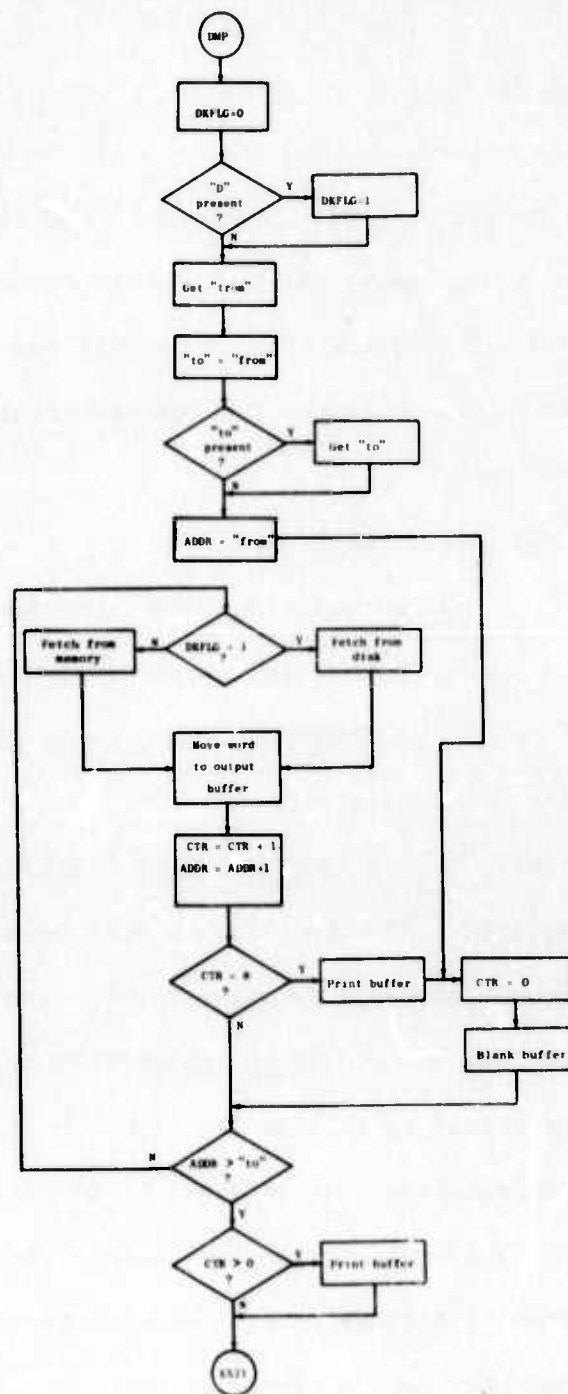 DMP
DKFLG=0
"D"
present
?
Y
DKFLG=1
N
Get "from"
"to" = "from"
"to"
present
?
Y
Get "to"
N
ADDR = "from"
Fetch from
memory
N
DKFLG = 1
?
Y
Fetch from
disk
Move word
to output
buffer
CTR = CTR + 1
ADDR = ADDR+1
CTR = 8
?
Y
Print buffer
CTR = 0
N
Blank buffer
N
ADDR > "to"
?
Y
CTR > 0
?
Y
Print buffer
N
EXIT